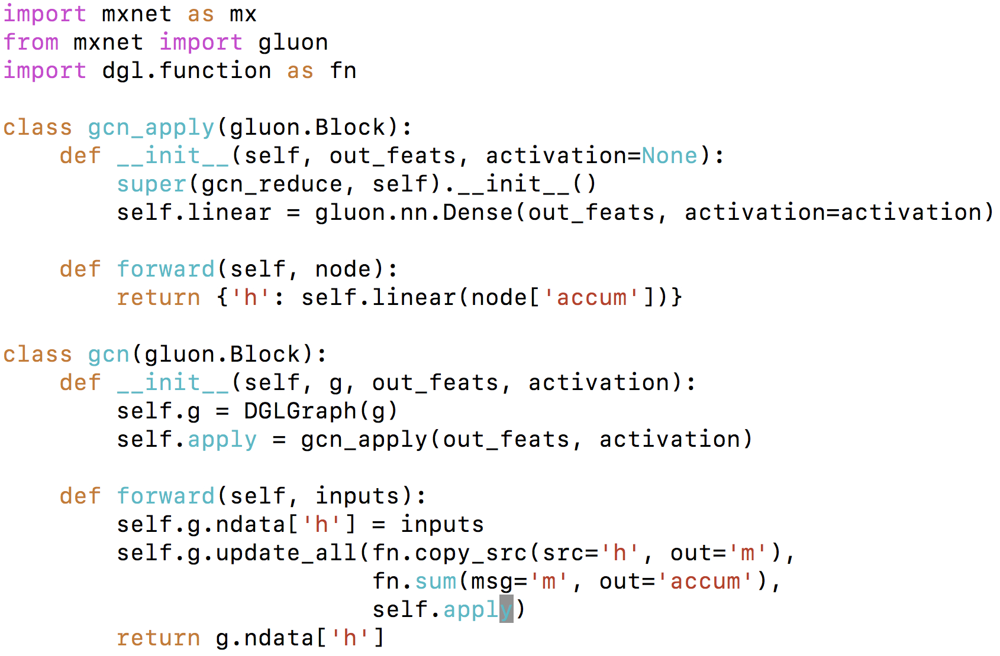 import mxnet as mx
from mxnet import gluon
import dgl.function as fn

class gcn_apply(gluon.Block):
    def __init__(self, out_feats, activation=None):
        super(gcn_reduce, self).__init__()
        self.linear = gluon.nn.Dense(out_feats, activation=activation)

    def forward(self, node):
        return {'h': self.linear(node['accum'])}

class gcn(gluon.Block):
    def __init__(self, g, out_feats, activation):
        self.g = DGLGraph(g)
        self.apply = gcn_apply(out_feats, activation)

    def forward(self, inputs):
        self.g.ndata['h'] = inputs
        self.g.update_all(fn.copy_src(src='h', out='m'),
                          fn.sum(msg='m', out='accum'),
                          self.apply)
        return g.ndata['h']